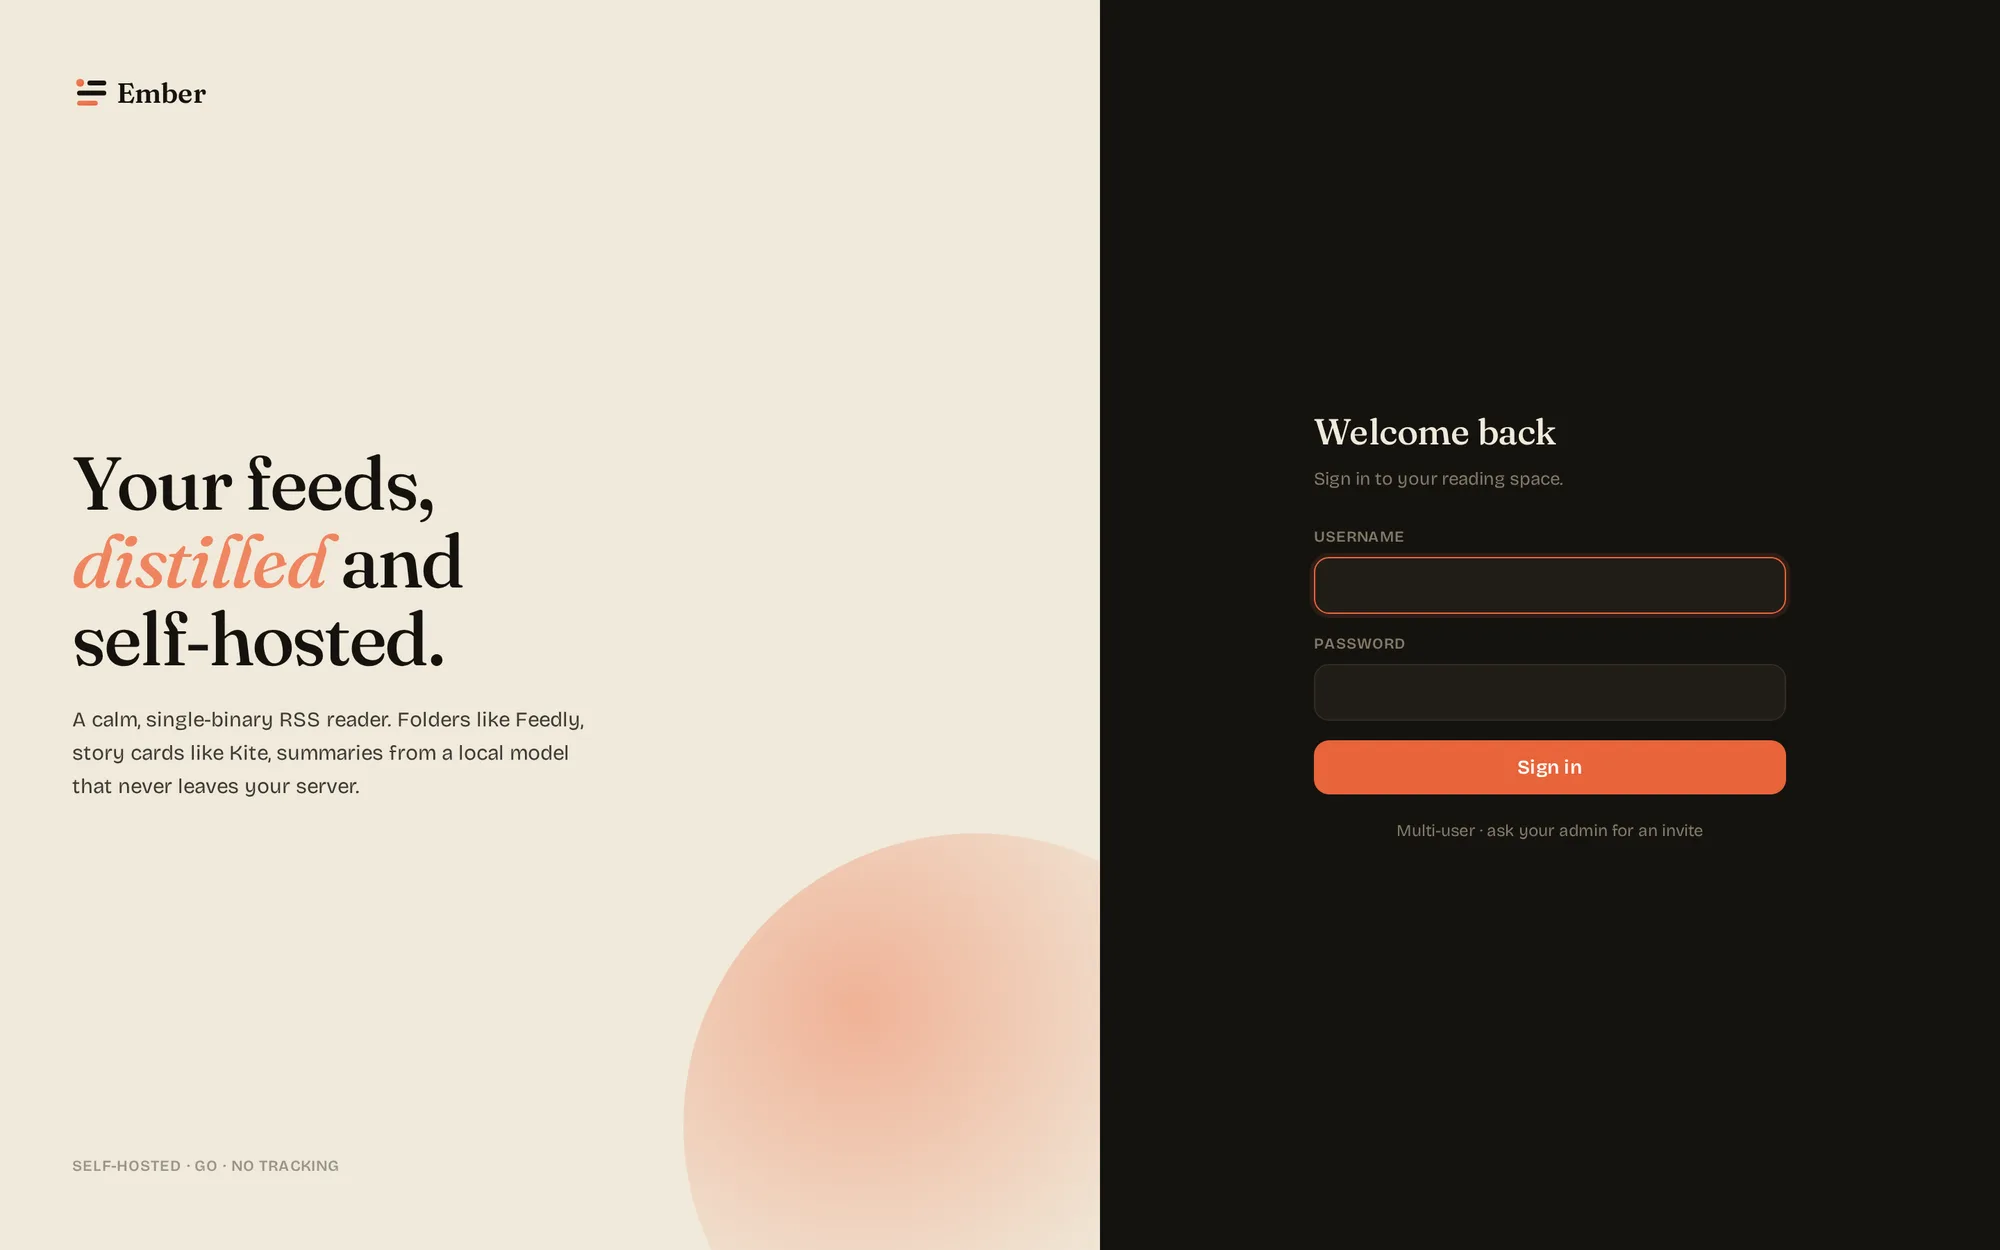 Ember
Your feeds,
distilled and
self-hosted.
A calm, single-binary RSS reader. Folders like Feedly,
story cards like Kite, summaries from a local model
that never leaves your server.
SELF-HOSTED · GO · NO TRACKING
Welcome back
Sign in to your reading space.
USERNAME
PASSWORD
Sign in
Multi-user · ask your admin for an invite